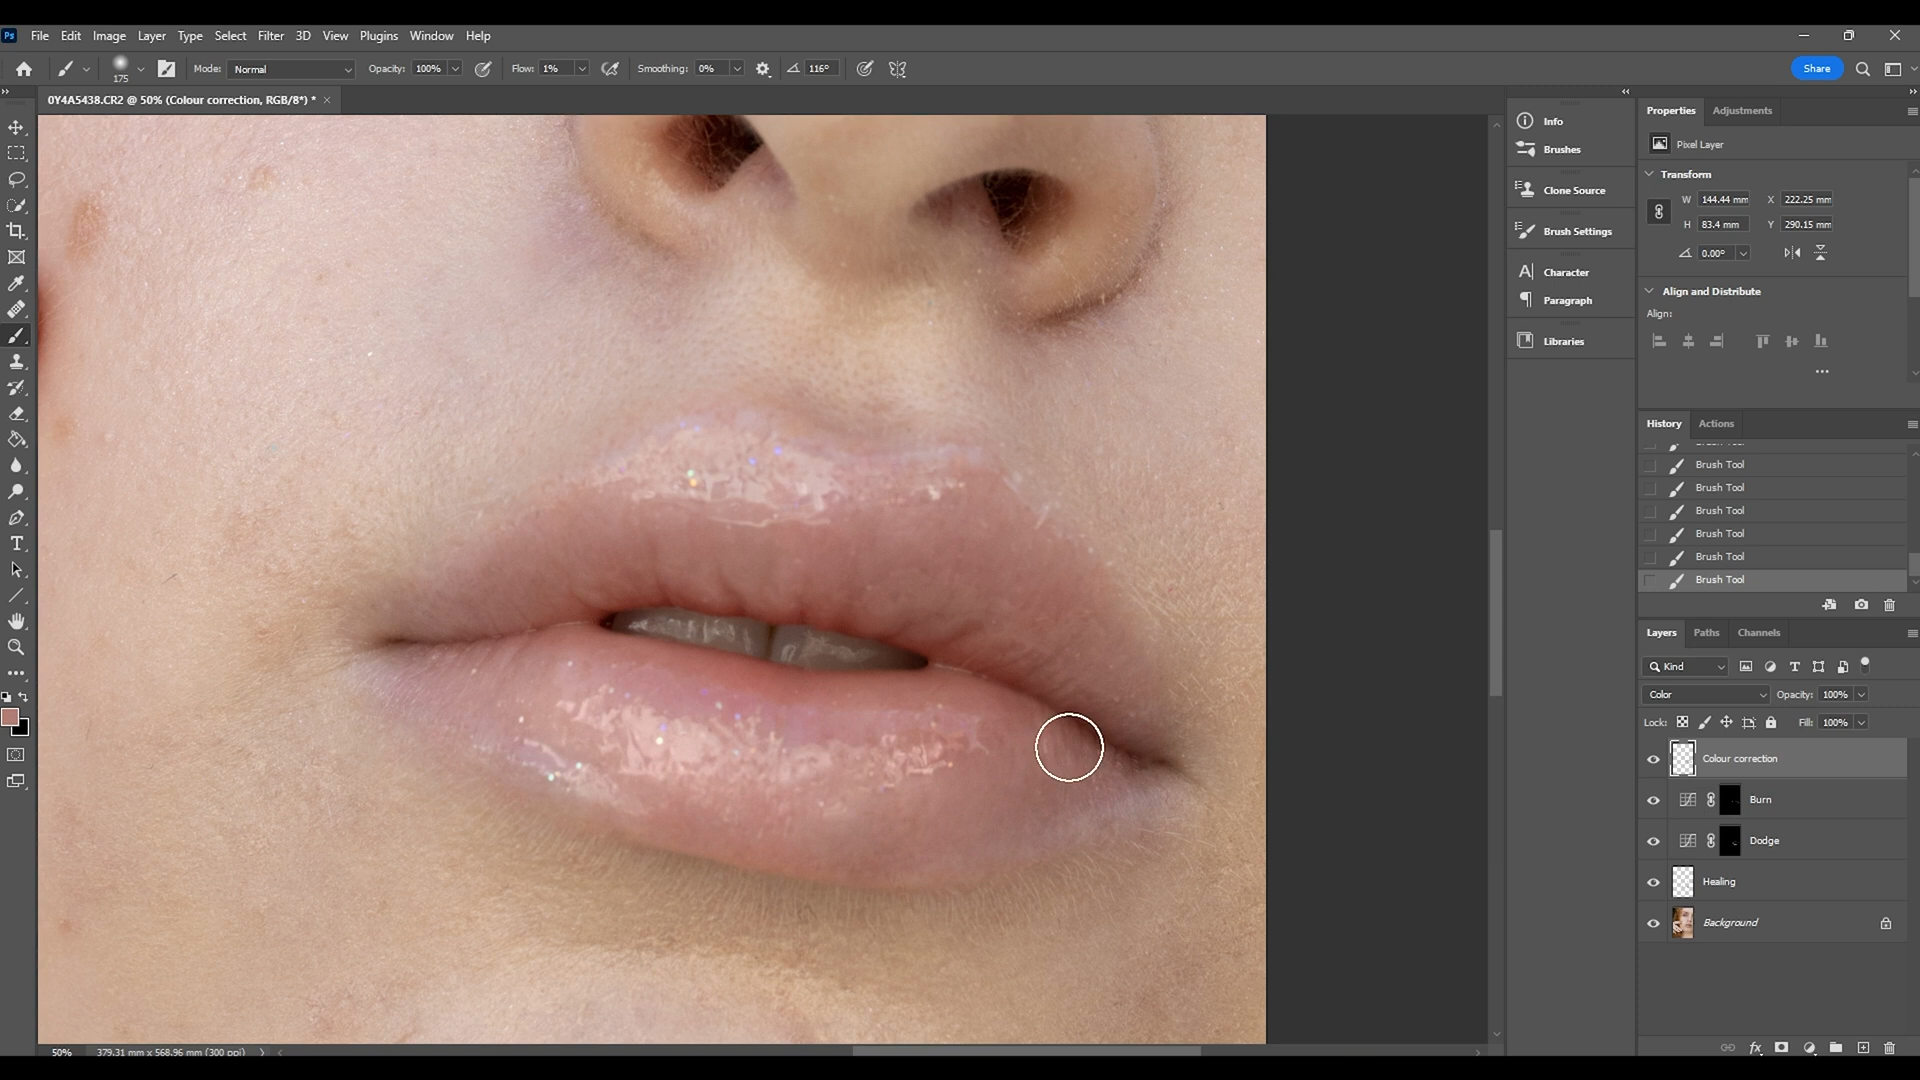 Ps File Edit Image Layer Type Select Filter 3D View Plugins Window Help
175 Mode: Normal Opacity: 100% Flow: 1% Smoothing: 0% 116° Share
0Y4A5438.CR2 @ 50% (Colour correction, RGB/8*) * ×
Info
Brushes
Clone Source
Brush Settings
Character
Paragraph
Libraries
Properties Adjustments
Pixel Layer
Transform
W 144.44 mm X 222.25 mm
H 83.4 mm Y 290.15 mm
0.00°
Align and Distribute
Align:
History Actions
Brush Tool
Brush Tool
Brush Tool
Brush Tool
Brush Tool
Brush Tool
Layers Paths Channels
Kind
Color Opacity: 100%
Lock: Fill: 100%
Colour correction
Burn
Dodge
Healing
Background
50% 379.31 mm x 568.96 mm (300 ppi)